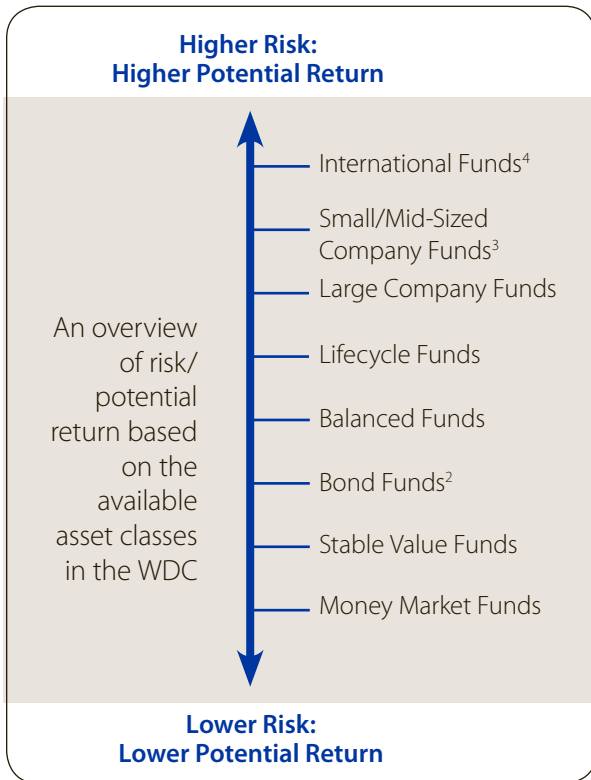 Higher Risk:
Higher Potential Return
International Funds⁴
Small/Mid-Sized
Company Funds³
Large Company Funds
An overview
of risk/
potential
return based
on the
available
asset classes
in the WDC
Lifecycle Funds
Balanced Funds
Bond Funds²
Stable Value Funds
Money Market Funds
Lower Risk:
Lower Potential Return